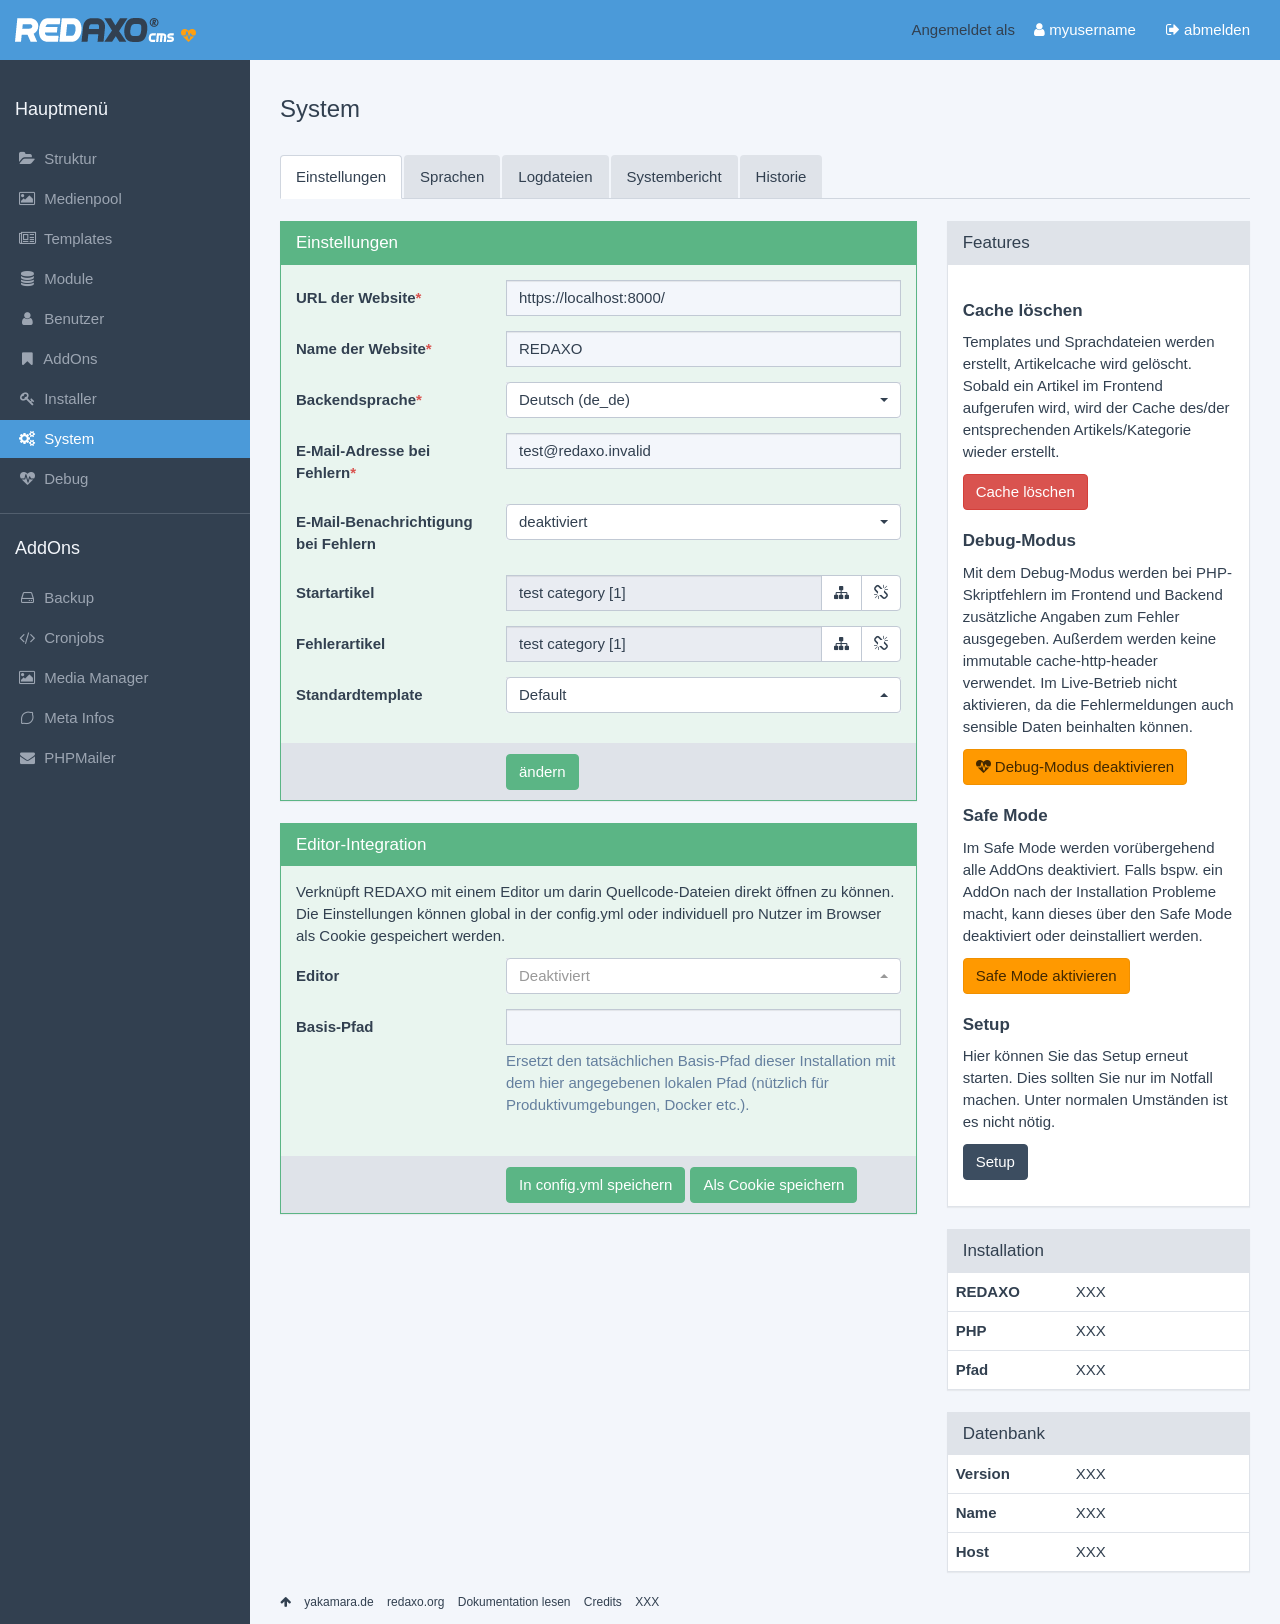 REDAXO® cms
Angemeldet als myusername abmelden
Hauptmenü
Struktur
Medienpool
Templates
Module
Benutzer
AddOns
Installer
System
Debug
AddOns
Backup
Cronjobs
Media Manager
Meta Infos
PHPMailer
System
Einstellungen Sprachen Logdateien Systembericht Historie
Einstellungen
URL der Website* https://localhost:8000/
Name der Website* REDAXO
Backendsprache* Deutsch (de_de)
E-Mail-Adresse bei test@redaxo.invalid
Fehlern*
E-Mail-Benachrichtigung deaktiviert
bei Fehlern
Startartikel test category [1]
Fehlerartikel test category [1]
Standardtemplate Default
ändern
Editor-Integration
Verknüpft REDAXO mit einem Editor um darin Quellcode-Dateien direkt öffnen zu können.
Die Einstellungen können global in der config.yml oder individuell pro Nutzer im Browser
als Cookie gespeichert werden.
Editor Deaktiviert
Basis-Pfad
Ersetzt den tatsächlichen Basis-Pfad dieser Installation mit
dem hier angegebenen lokalen Pfad (nützlich für
Produktivumgebungen, Docker etc.).
In config.yml speichern Als Cookie speichern
Features
Cache löschen
Templates und Sprachdateien werden
erstellt, Artikelcache wird gelöscht.
Sobald ein Artikel im Frontend
aufgerufen wird, wird der Cache des/der
entsprechenden Artikels/Kategorie
wieder erstellt.
Cache löschen
Debug-Modus
Mit dem Debug-Modus werden bei PHP-
Skriptfehlern im Frontend und Backend
zusätzliche Angaben zum Fehler
ausgegeben. Außerdem werden keine
immutable cache-http-header
verwendet. Im Live-Betrieb nicht
aktivieren, da die Fehlermeldungen auch
sensible Daten beinhalten können.
Debug-Modus deaktivieren
Safe Mode
Im Safe Mode werden vorübergehend
alle AddOns deaktiviert. Falls bspw. ein
AddOn nach der Installation Probleme
macht, kann dieses über den Safe Mode
deaktiviert oder deinstalliert werden.
Safe Mode aktivieren
Setup
Hier können Sie das Setup erneut
starten. Dies sollten Sie nur im Notfall
machen. Unter normalen Umständen ist
es nicht nötig.
Setup
Installation
REDAXO XXX
PHP XXX
Pfad XXX
Datenbank
Version XXX
Name XXX
Host XXX
yakamara.de redaxo.org Dokumentation lesen Credits XXX